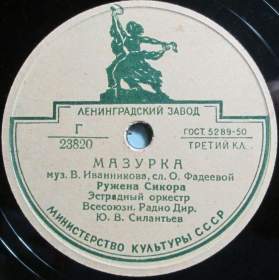 ЛЕНИНГРАДСКИЙ ЗАВОД
Г
23820
ГОСТ 5289-50
ТРЕТИЙ КЛ.
МАЗУРКА
муз. В. Иванникова, сл. О. Фадеевой
Ружена Сикора
Эстрадный оркестр
Всесоюзн. Радио Дир.
Ю. В. Силантьев
МИНИСТЕРСТВО КУЛЬТУРЫ СССР